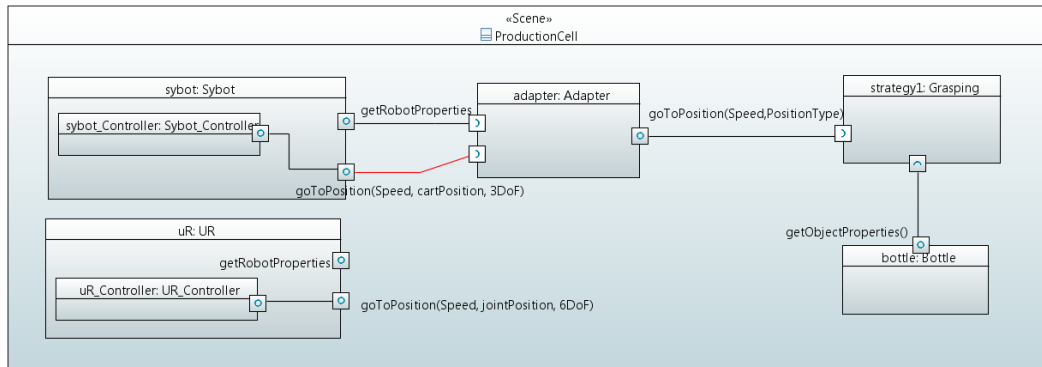 «Scene»
ProductionCell
sybot: Sybot
sybot_Controller: Sybot_Controller
getRobotProperties
goToPosition(Speed, cartPosition, 3DoF)
adapter: Adapter
goToPosition(Speed,PositionType)
strategy1: Grasping
getObjectProperties()
bottle: Bottle
uR: UR
getRobotProperties
uR_Controller: UR_Controller
goToPosition(Speed, jointPosition, 6DoF)